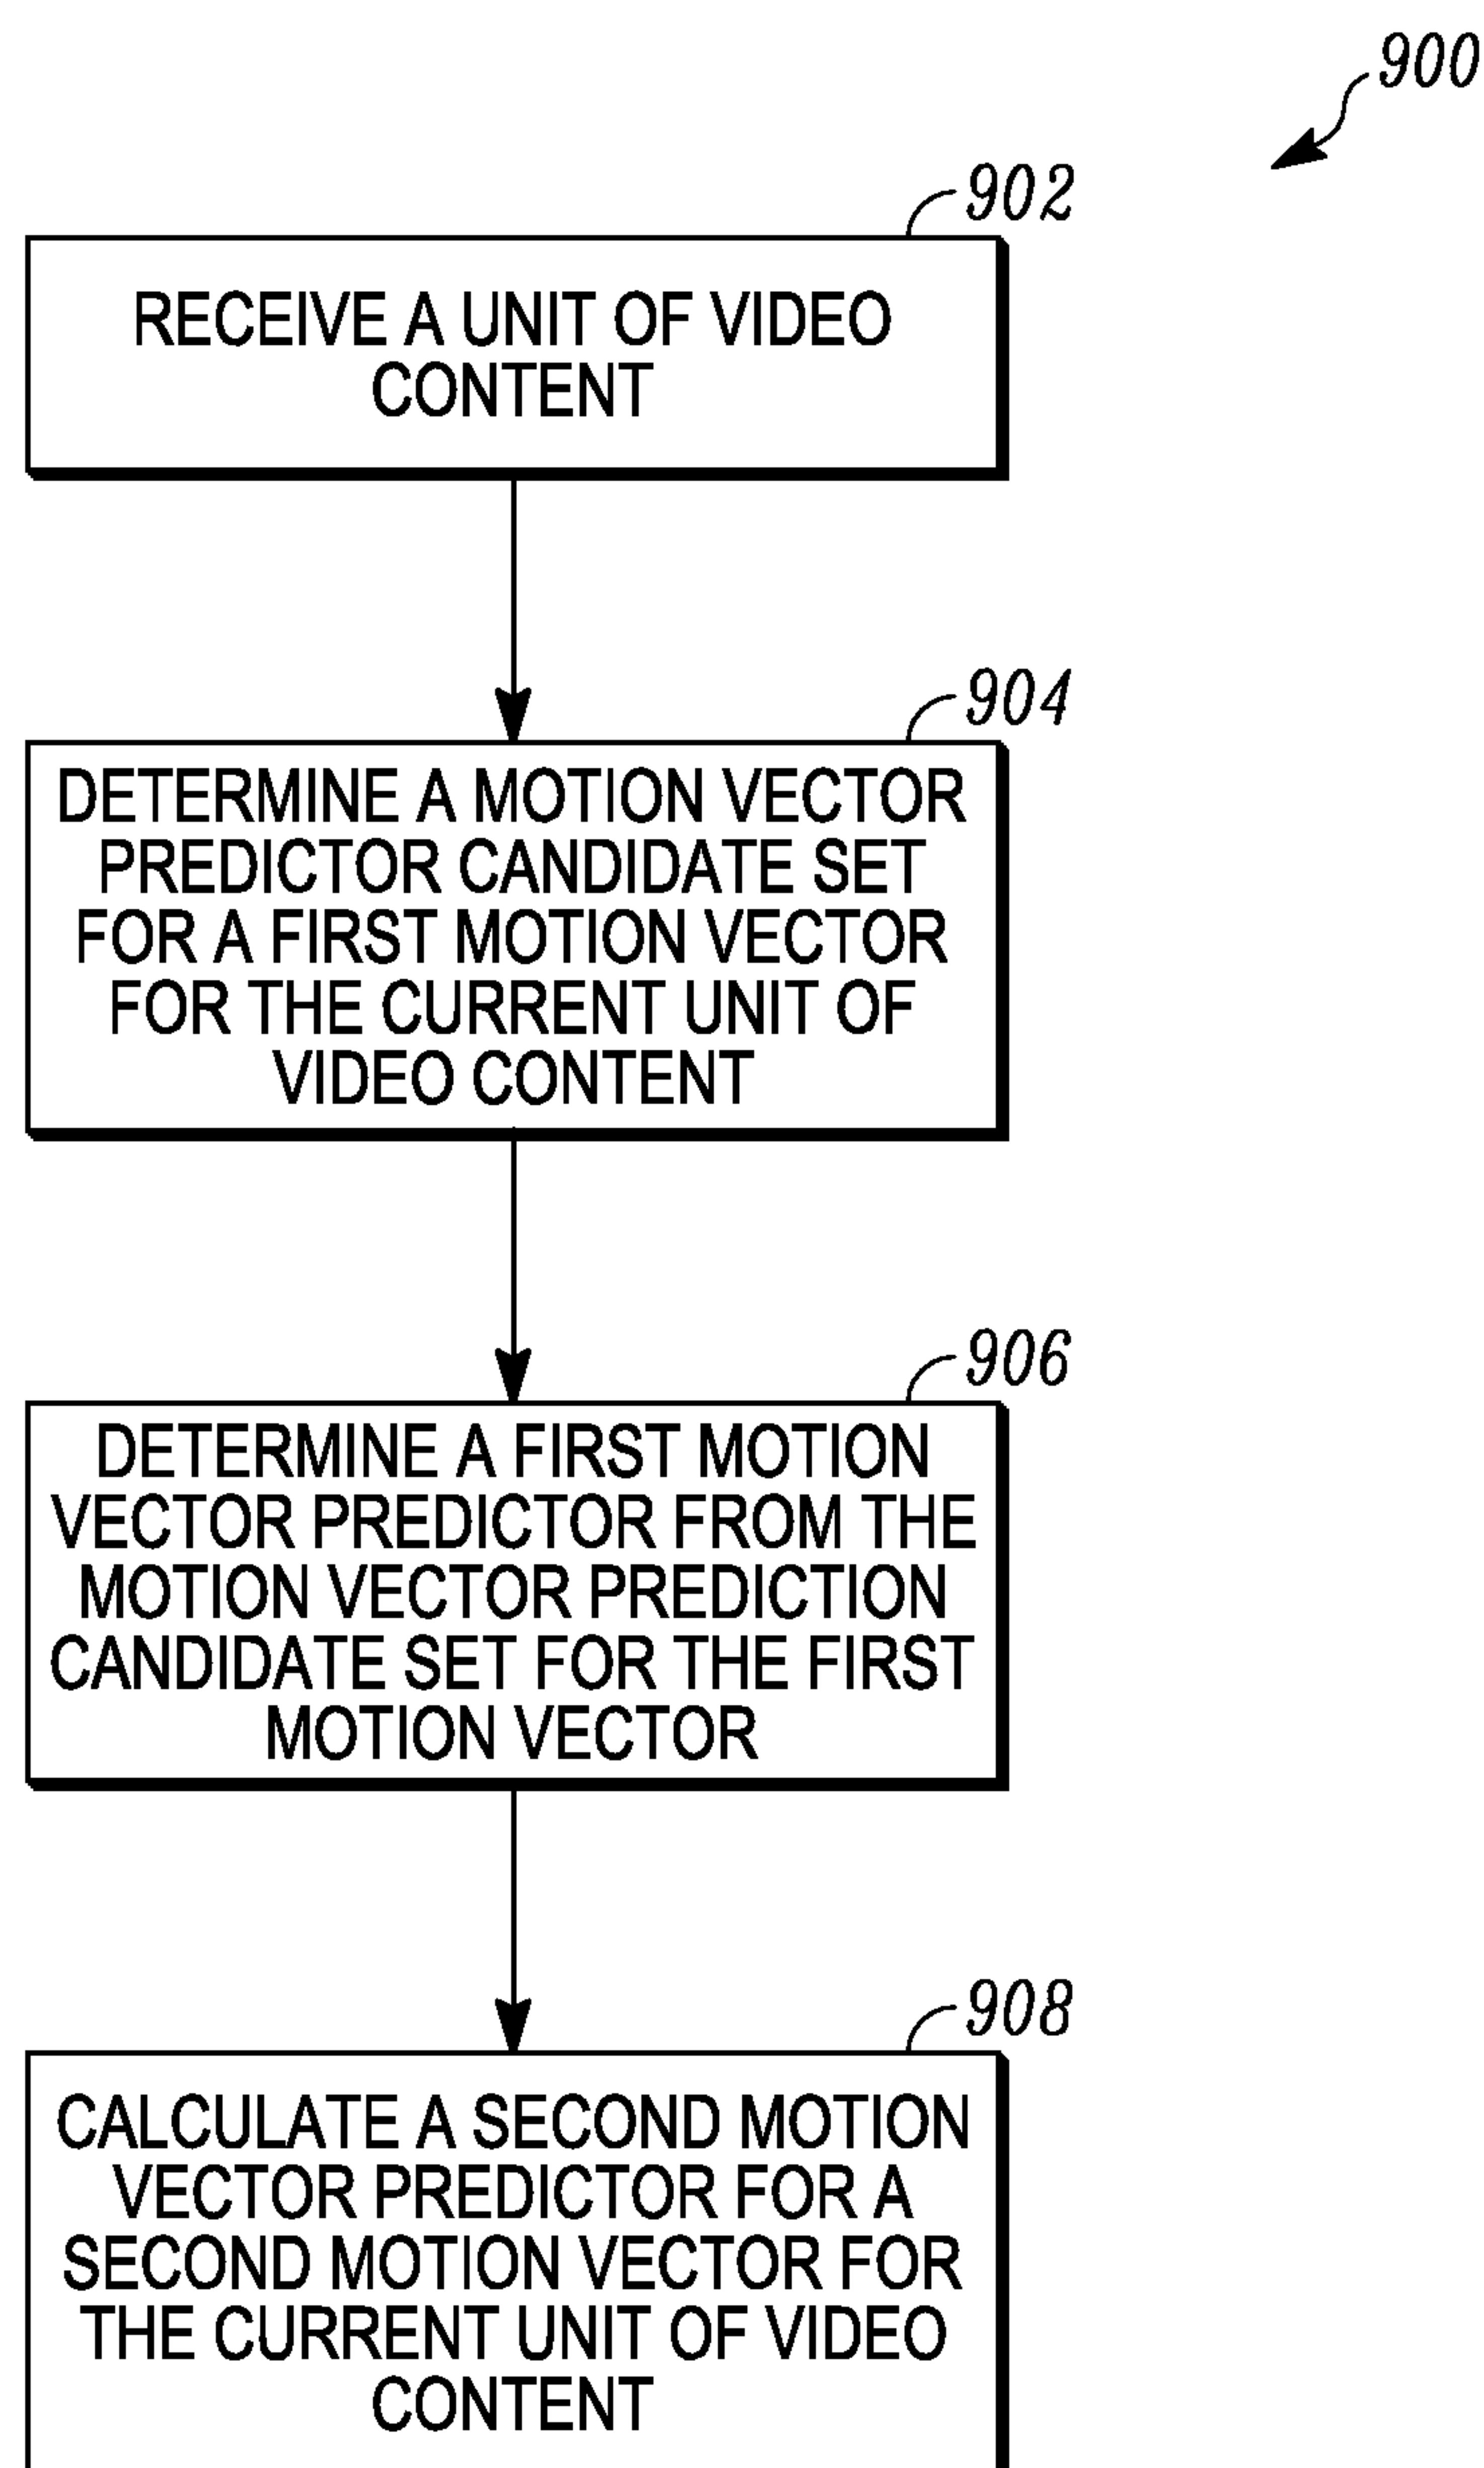 900
902
RECEIVE A UNIT OF VIDEO
CONTENT
904
DETERMINE A MOTION VECTOR
PREDICTOR CANDIDATE SET
FOR A FIRST MOTION VECTOR
FOR THE CURRENT UNIT OF
VIDEO CONTENT
906
DETERMINE A FIRST MOTION
VECTOR PREDICTOR FROM THE
MOTION VECTOR PREDICTION
CANDIDATE SET FOR THE FIRST
MOTION VECTOR
908
CALCULATE A SECOND MOTION
VECTOR PREDICTOR FOR A
SECOND MOTION VECTOR FOR
THE CURRENT UNIT OF VIDEO
CONTENT